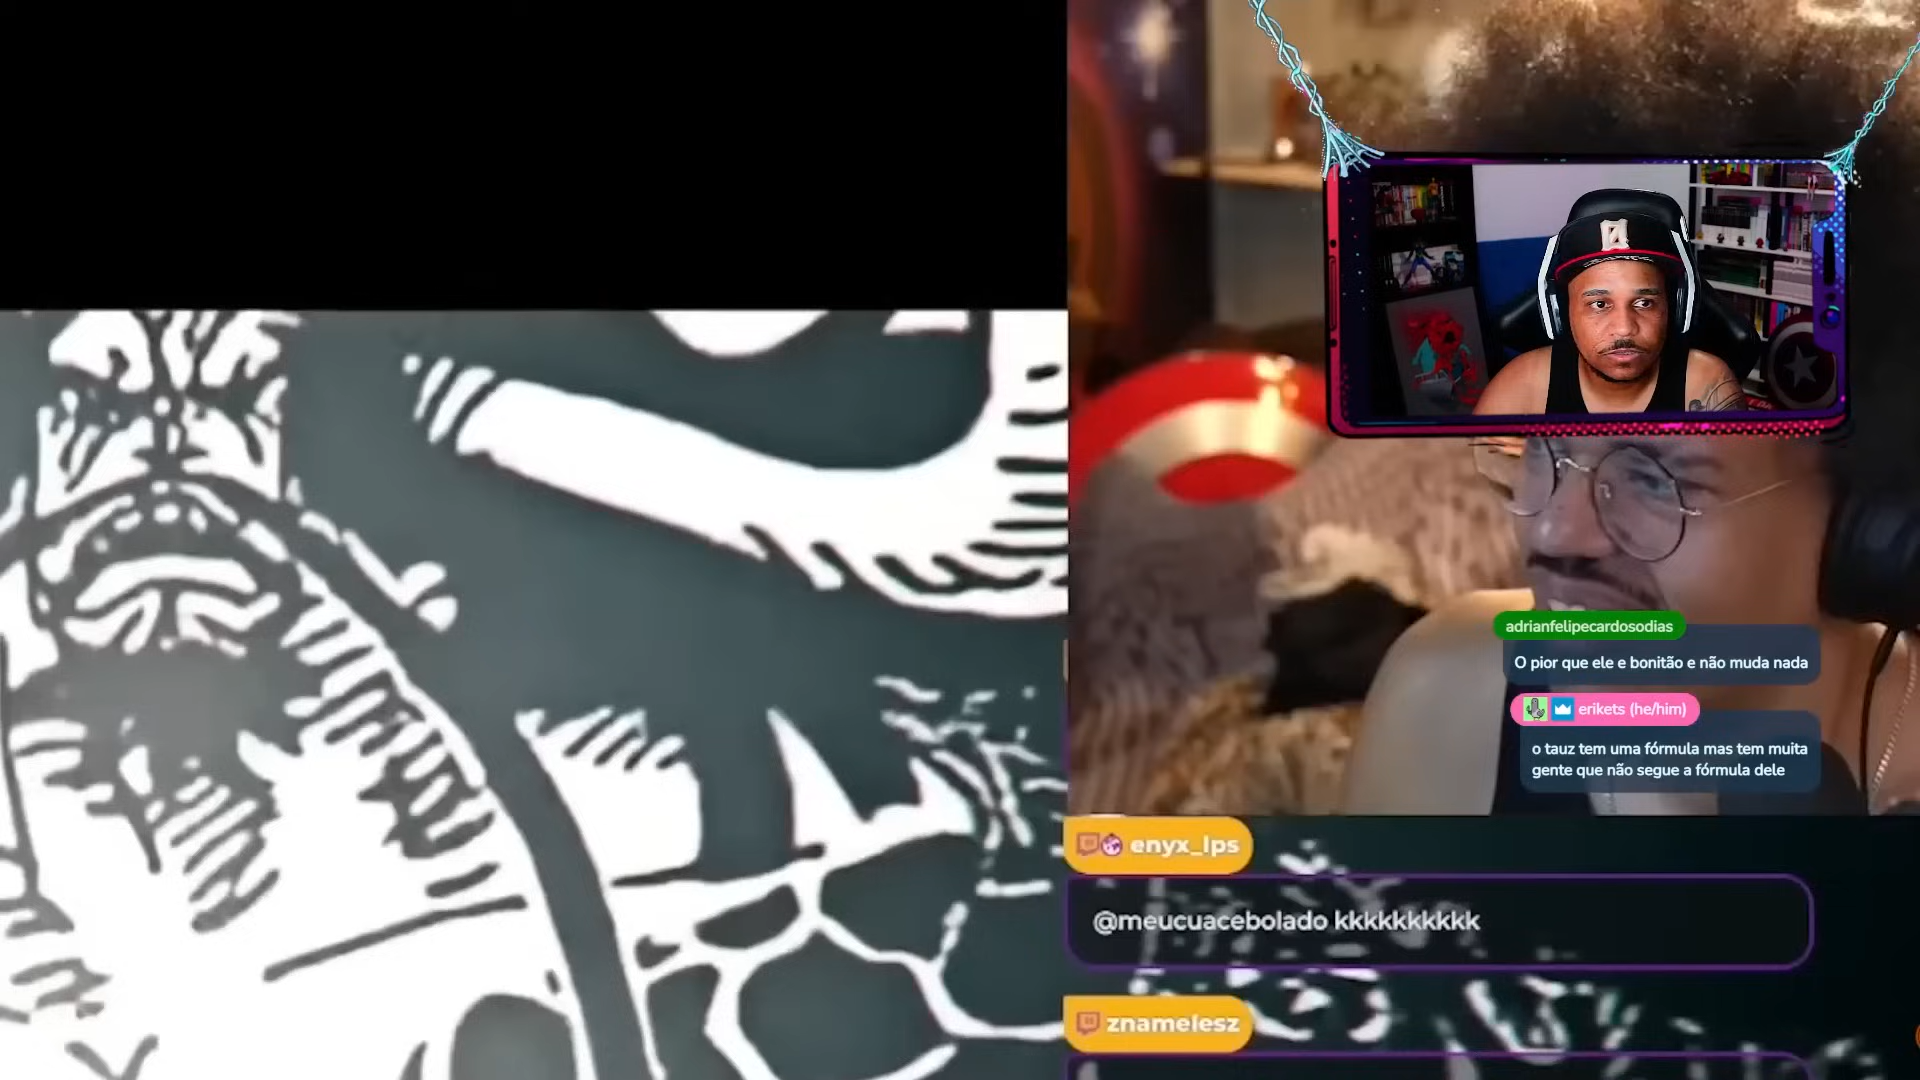 adrianfelipecardosodias
O pior que ele e bonitão e não muda nada
erikets (he/him)
o tauz tem uma fórmula mas tem muita
gente que não segue a fórmula dele
enyx_lps
@meucuacebolado kkkkkkkkkk
znamelesz